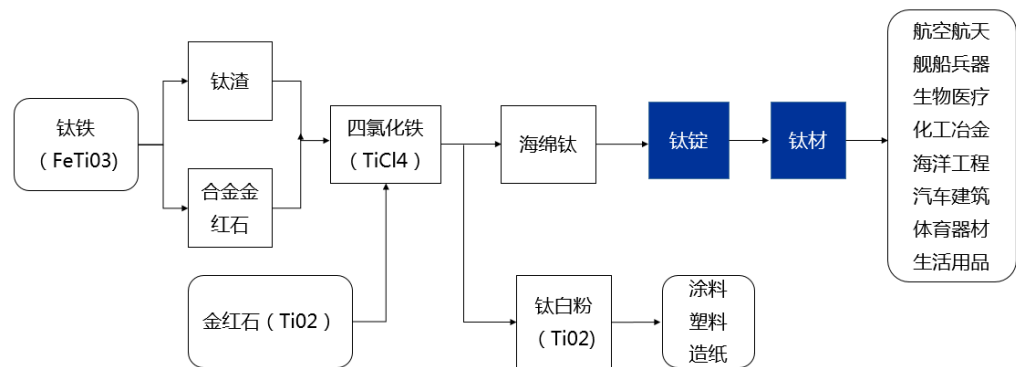 钛铁
（FeTi03)
钛渣
合金金
红石
金红石（Ti02）
四氯化铁
（TiCl4）
海绵钛
钛锭
钛材
钛白粉
（Ti02)
涂料
塑料
造纸
航空航天
舰船兵器
生物医疗
化工冶金
海洋工程
汽车建筑
体育器材
生活用品